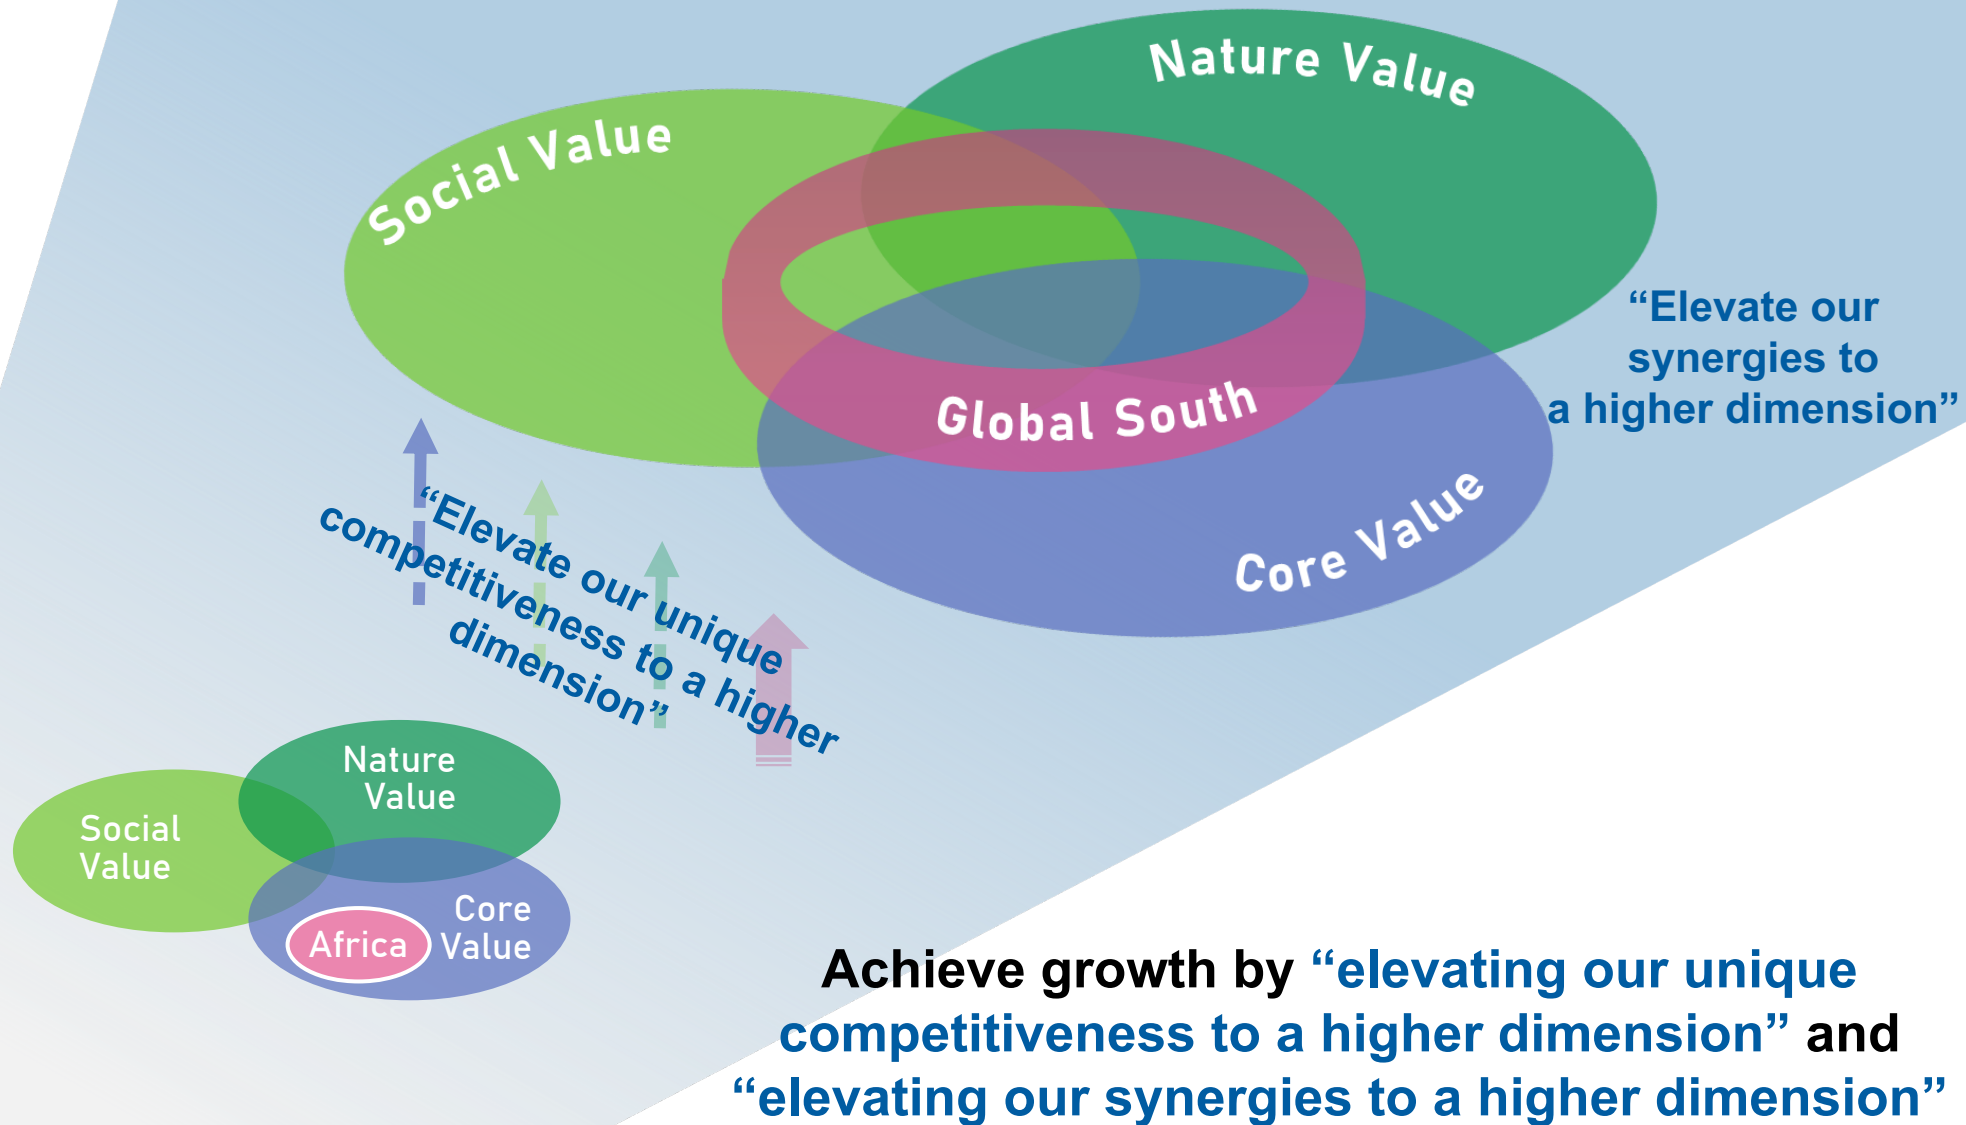 Nature Value
Social Value
“Elevate our
synergies to
a higher dimension”
Global South
Core Value
“Elevate our unique
competitiveness to a higher
dimension”
Nature
Value
Social
Value
Core
Value
Africa
Achieve growth by “elevating our unique
competitiveness to a higher dimension” and
“elevating our synergies to a higher dimension”